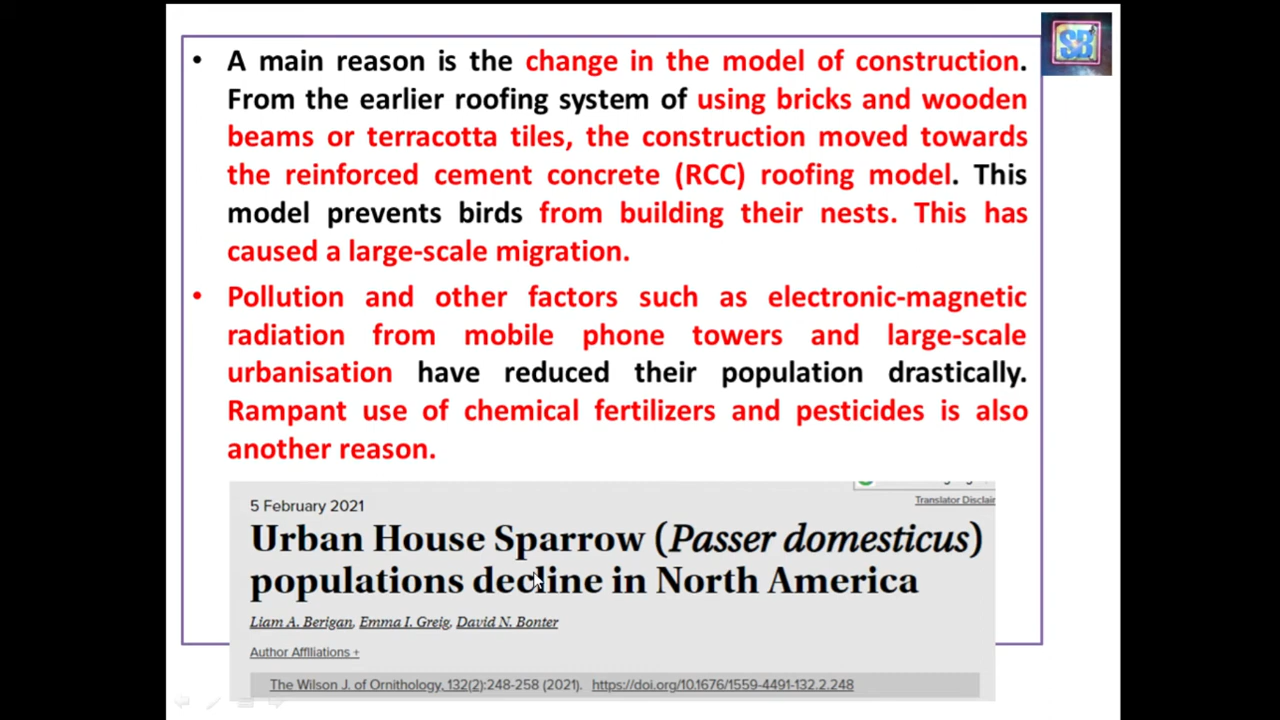 SB
• A main reason is the change in the model of construction.
From the earlier roofing system of using bricks and wooden
beams or terracotta tiles, the construction moved towards
the reinforced cement concrete (RCC) roofing model. This
model prevents birds from building their nests. This has
caused a large-scale migration.
• Pollution and other factors such as electronic-magnetic
radiation from mobile phone towers and large-scale
urbanisation have reduced their population drastically.
Rampant use of chemical fertilizers and pesticides is also
another reason.
5 February 2021
Translator Disclai
Urban House Sparrow (Passer domesticus)
populations decline in North America
Liam A. Berigan, Emma I. Greig, David N. Bonter
Author Affiliations +
The Wilson J. of Ornithology, 132(2):248-258 (2021). https://doi.org/10.1676/1559-4491-132.2.248